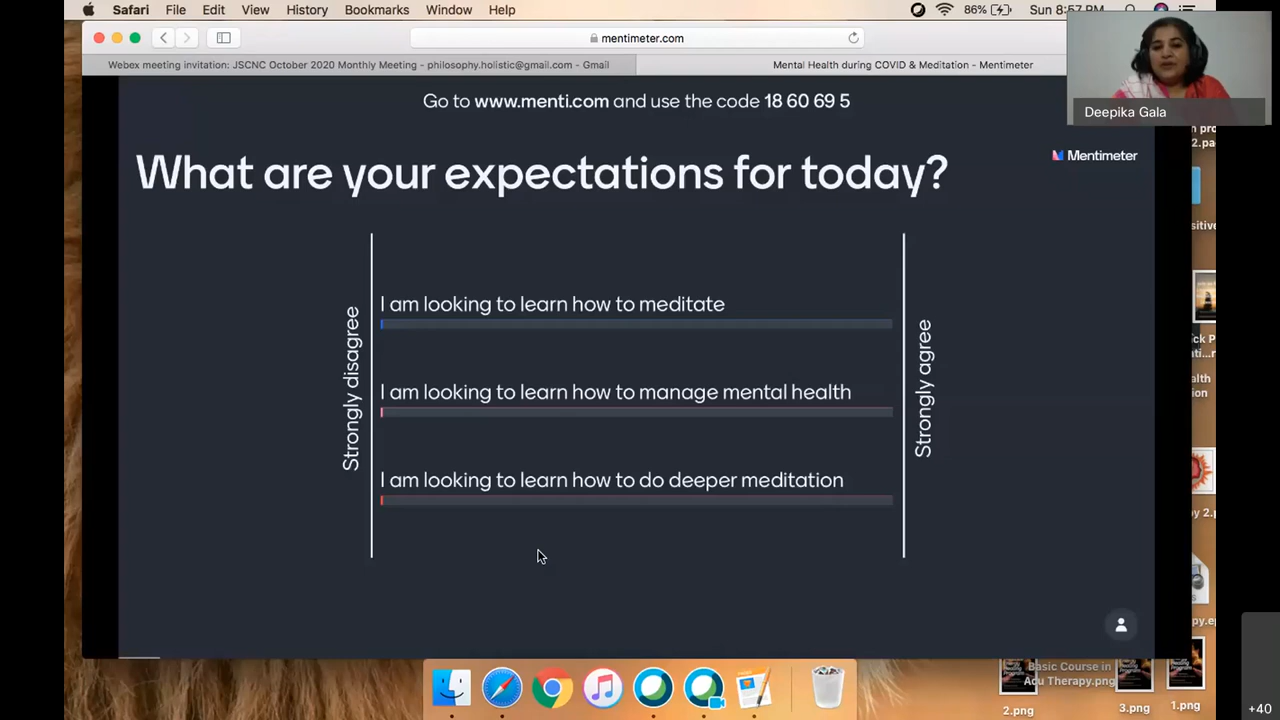 Safari File Edit View History Bookmarks Window Help 86% Sun 8:57 PM
mentimeter.com
Webex meeting invitation: JSCNC October 2020 Monthly Meeting - philosophy.holistic@gmail.com - Gmail
Mental Health during COVID & Meditation - Mentimeter
Deepika Gala
Go to www.menti.com and use the code 18 60 69 5
Mentimeter
What are your expectations for today?
Strongly disagree
I am looking to learn how to meditate
I am looking to learn how to manage mental health
I am looking to learn how to do deeper meditation
Strongly agree
Basic Course in
Acu Therapy.png
2.png
3.png
1.png
+40